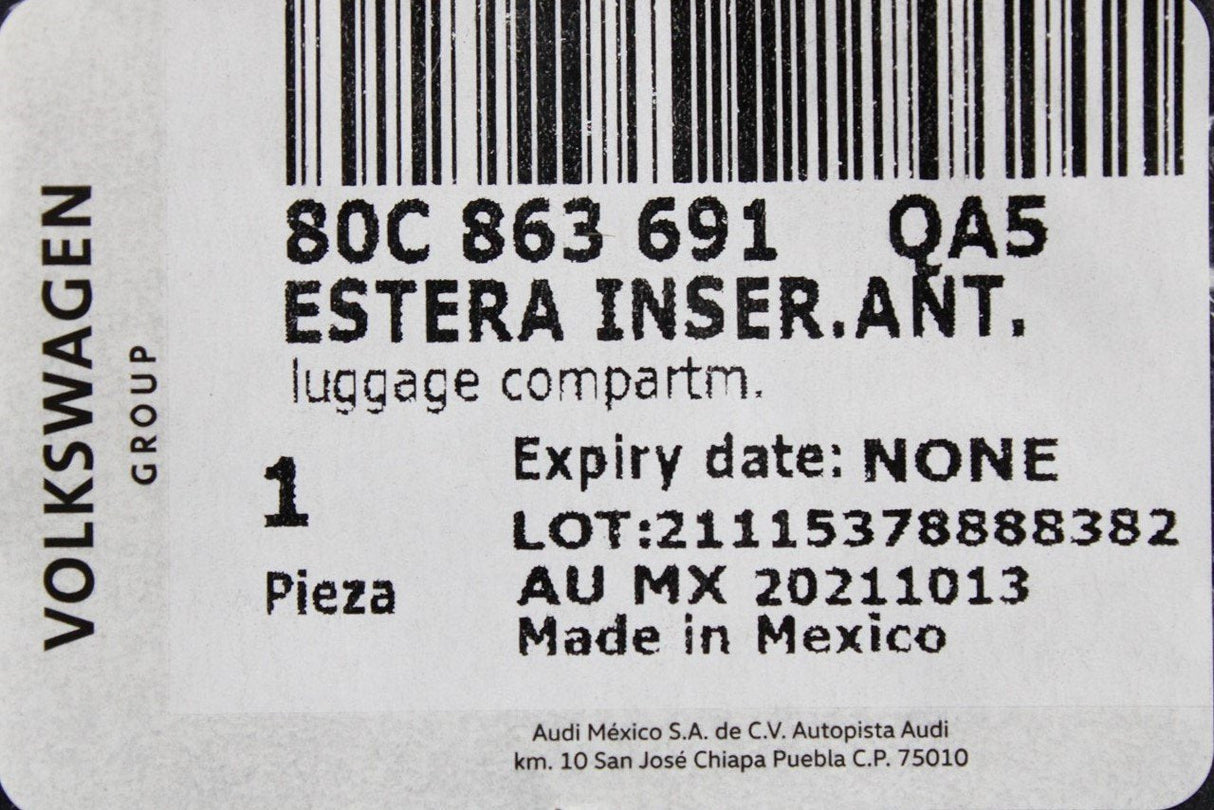 VOLKSWAGEN
GROUP
80C 863 691 QA5
ESTERA INSER.ANT.
luggage compartm.
1
Pieza
Expiry date: NONE
LOT:21115378888382
AU MX 20211013
Made in Mexico
Audi México S.A. de C.V. Autopista Audi
km. 10 San José Chiapa Puebla C.P. 75010